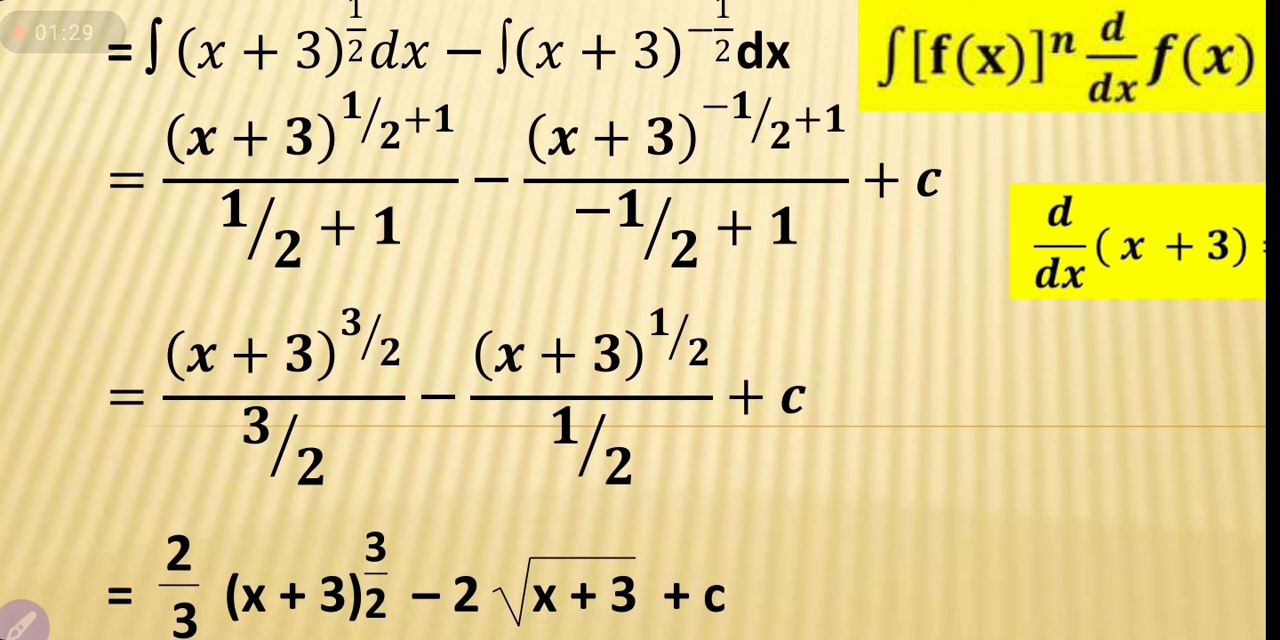 01:29
= ∫ (x + 3)^{1/2} dx − ∫(x + 3)^{−1/2} dx
∫[f(x)]ⁿ d/dx f(x)
= (x + 3)^{1/2+1} / (1/2 + 1) − (x + 3)^{−1/2+1} / (−1/2 + 1) + c
d/dx ( x + 3)
= (x + 3)^{3/2} / (3/2) − (x + 3)^{1/2} / (1/2) + c
= 2/3 (x + 3)^{3/2} − 2 √(x + 3) + c